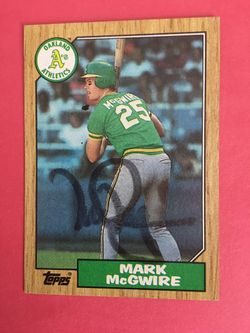 OAKLAND
A's
ATHLETICS
McGWIRE
25
Topps
MARK
McGWIRE